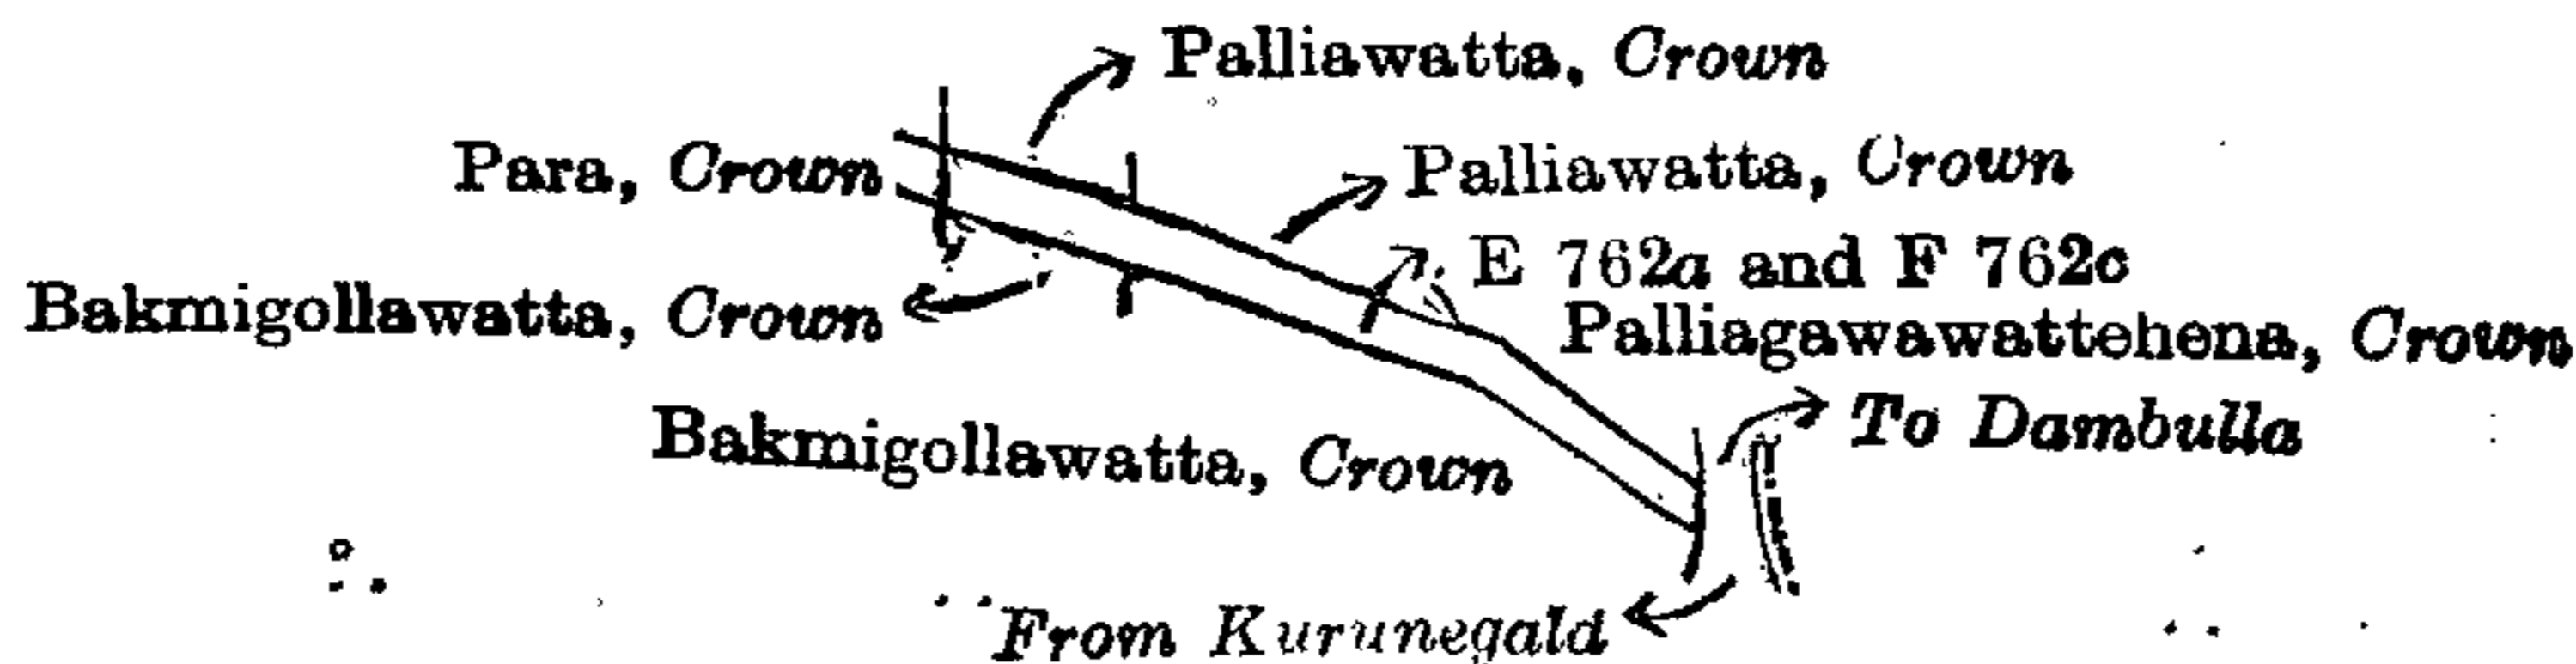 Palliawatta, Crown
Para, Crown
Palliawatta, Crown
E 762a and F 762c
Bakmigollawatta, Crown
Palliagawawattehena, Crown
To Dambulla
Bakmigollawatta, Crown
From Kurunegala